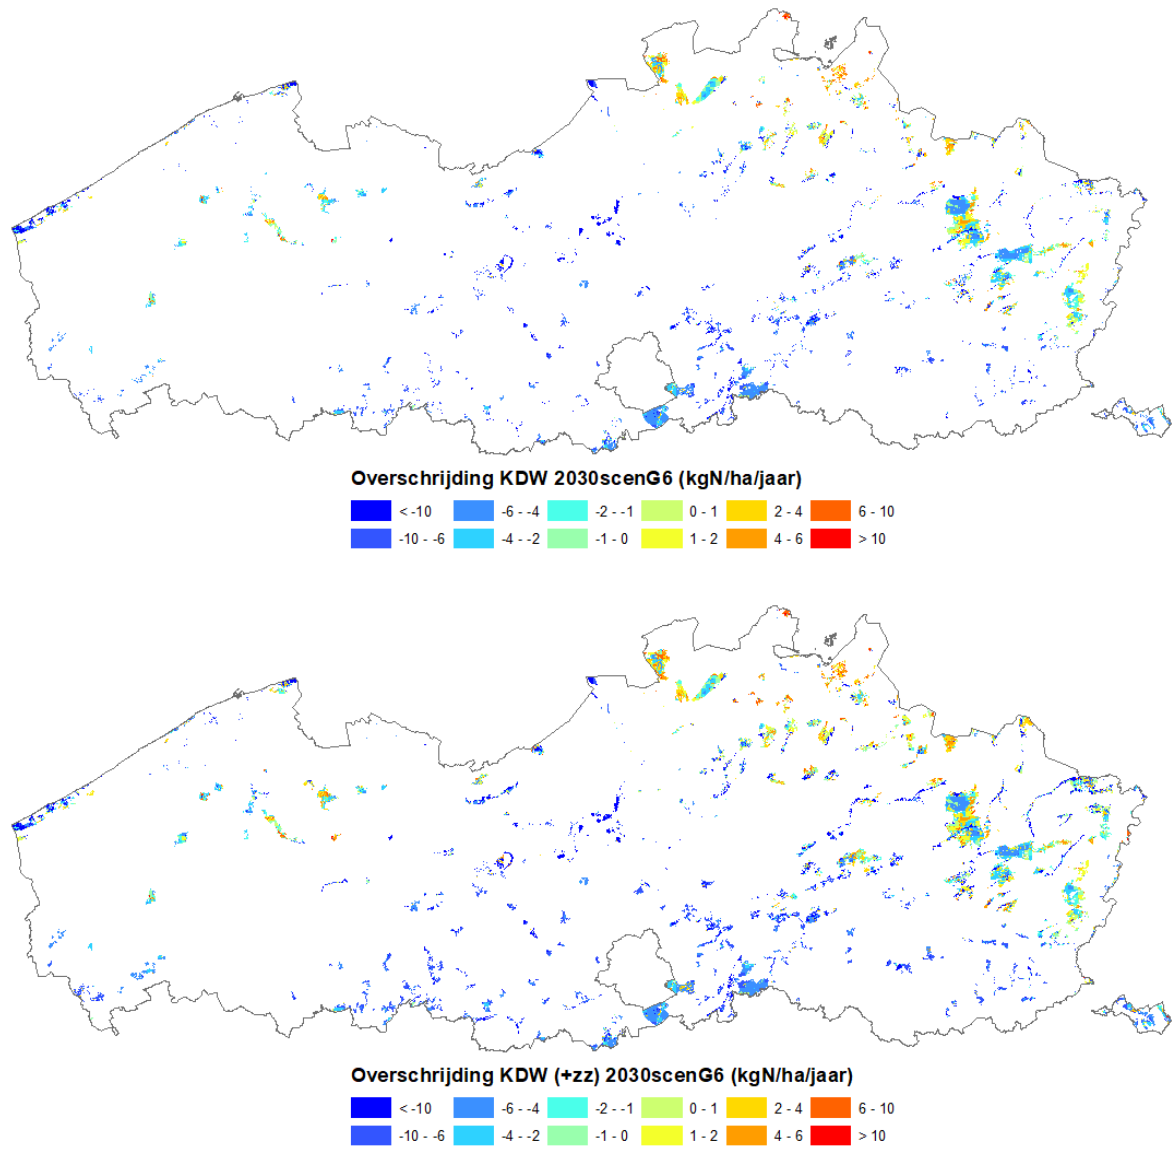 Overschrijding KDW 2030scenG6 (kgN/ha/jaar)
< -10 -6 - -4 -2 - -1 0 - 1 2 - 4 6 - 10
-10 - -6 -4 - -2 -1 - 0 1 - 2 4 - 6 > 10
Overschrijding KDW (+zz) 2030scenG6 (kgN/ha/jaar)
< -10 -6 - -4 -2 - -1 0 - 1 2 - 4 6 - 10
-10 - -6 -4 - -2 -1 - 0 1 - 2 4 - 6 > 10